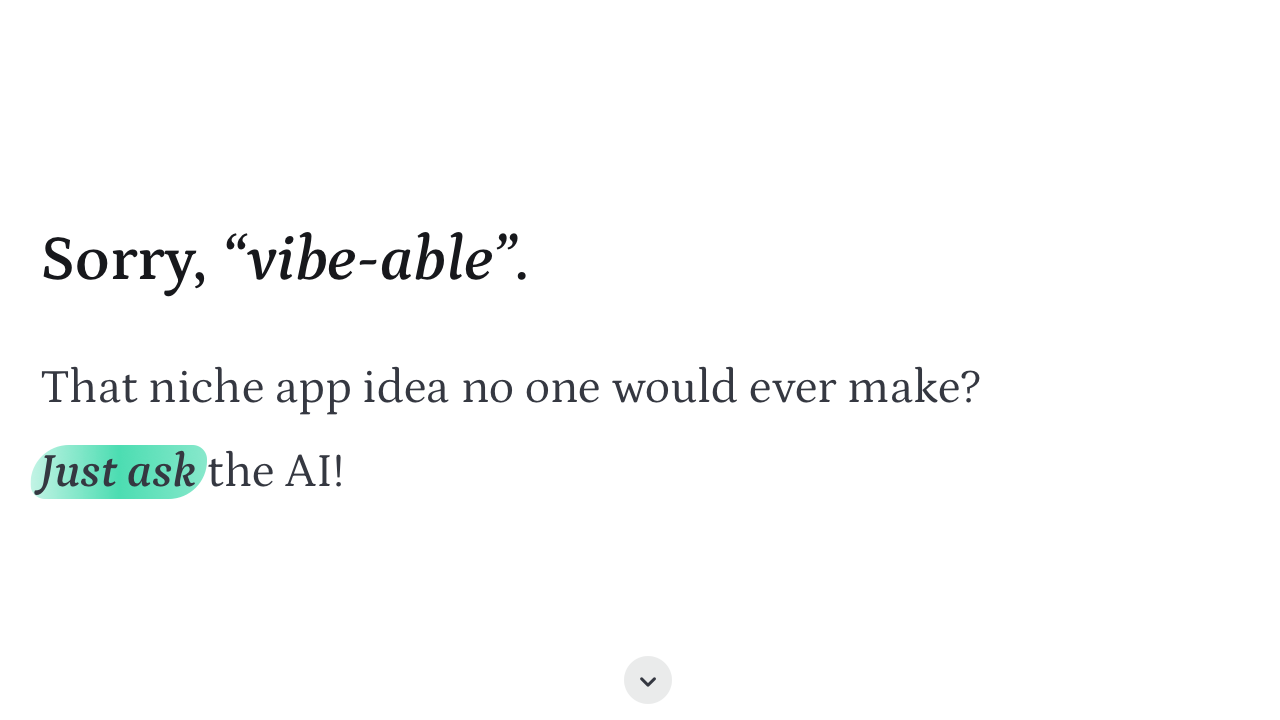 Sorry, “vibe-able”.
That niche app idea no one would ever make?
Just ask the AI!